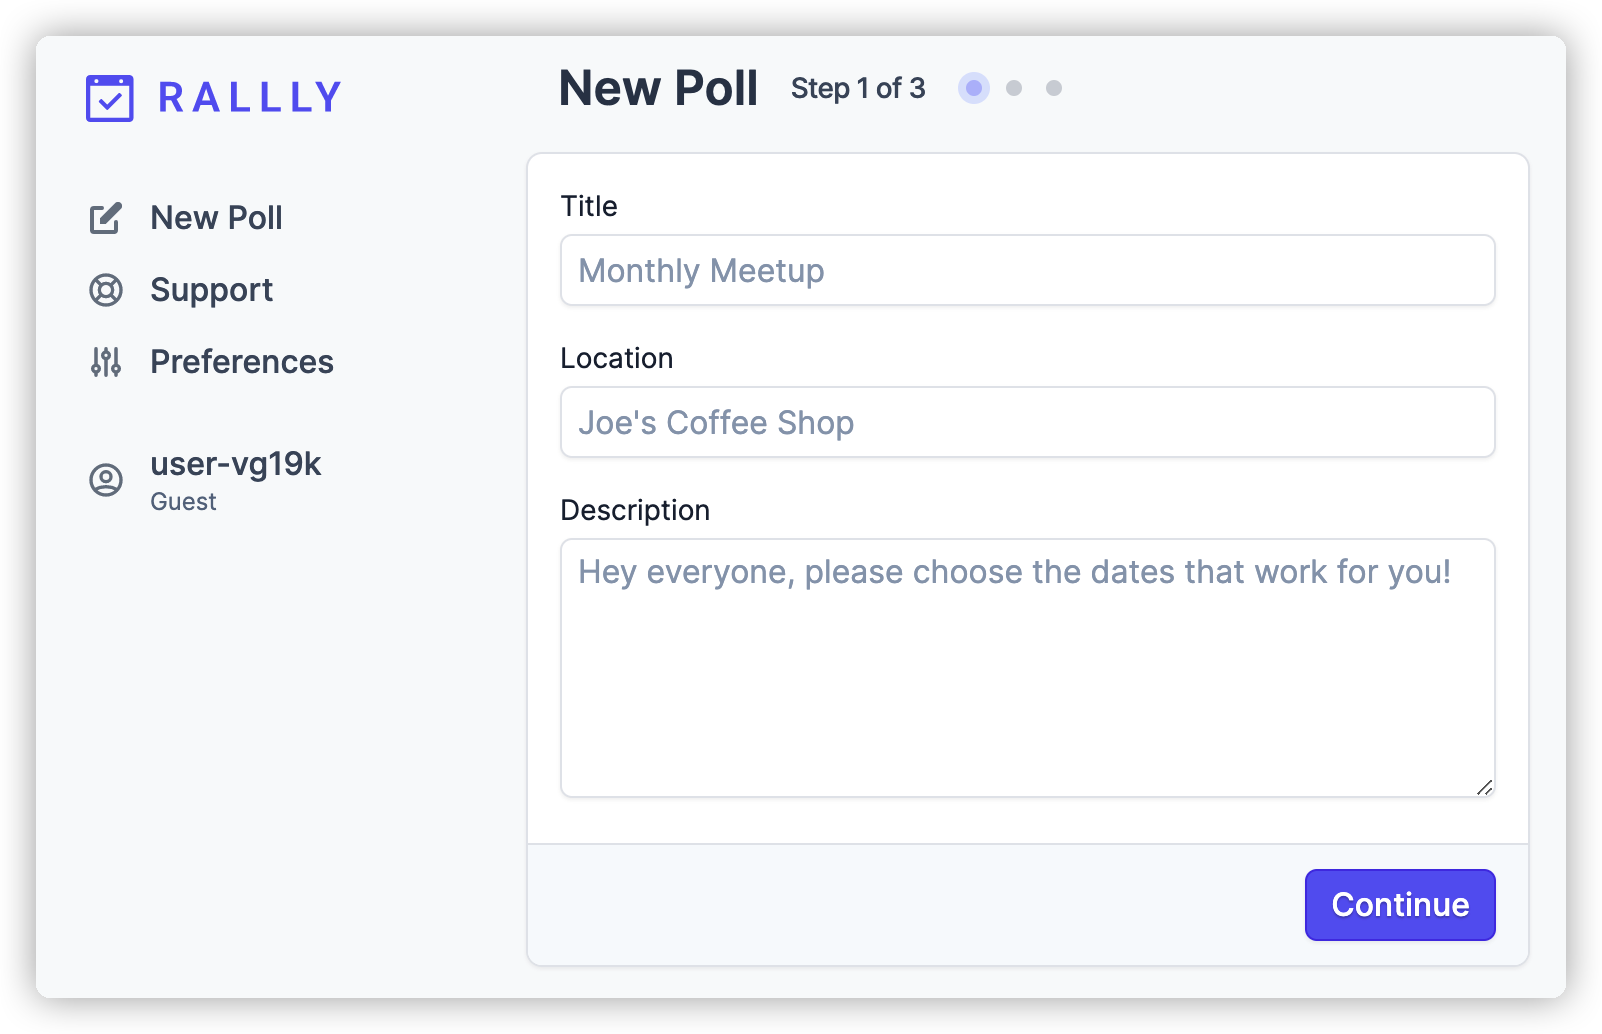 RALLLY
New Poll
Support
Preferences
user-vg19k
Guest
New Poll Step 1 of 3
Title
Monthly Meetup
Location
Joe's Coffee Shop
Description
Hey everyone, please choose the dates that work for you!
Continue